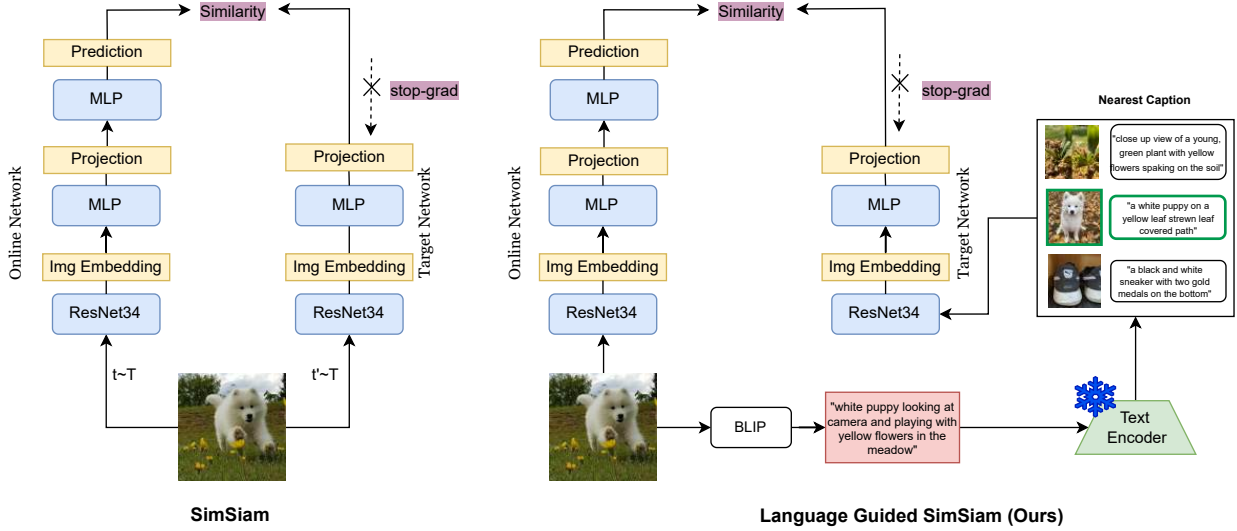 Similarity
Prediction
MLP
stop-grad
Projection
Projection
MLP
MLP
Online Network
Target Network
Img Embedding
Img Embedding
ResNet34
ResNet34
t~T
t'~T
SimSiam
Similarity
Prediction
MLP
stop-grad
Projection
Projection
MLP
MLP
Online Network
Target Network
Img Embedding
Img Embedding
ResNet34
ResNet34
Nearest Caption
"close up view of a young,
green plant with yellow
flowers spaking on the soil"
"a white puppy on a
yellow leaf strewn leaf
covered path"
"a black and white
sneaker with two gold
medals on the bottom"
BLIP
"white puppy looking at
camera and playing with
yellow flowers in the
meadow"
Text
Encoder
Language Guided SimSiam (Ours)